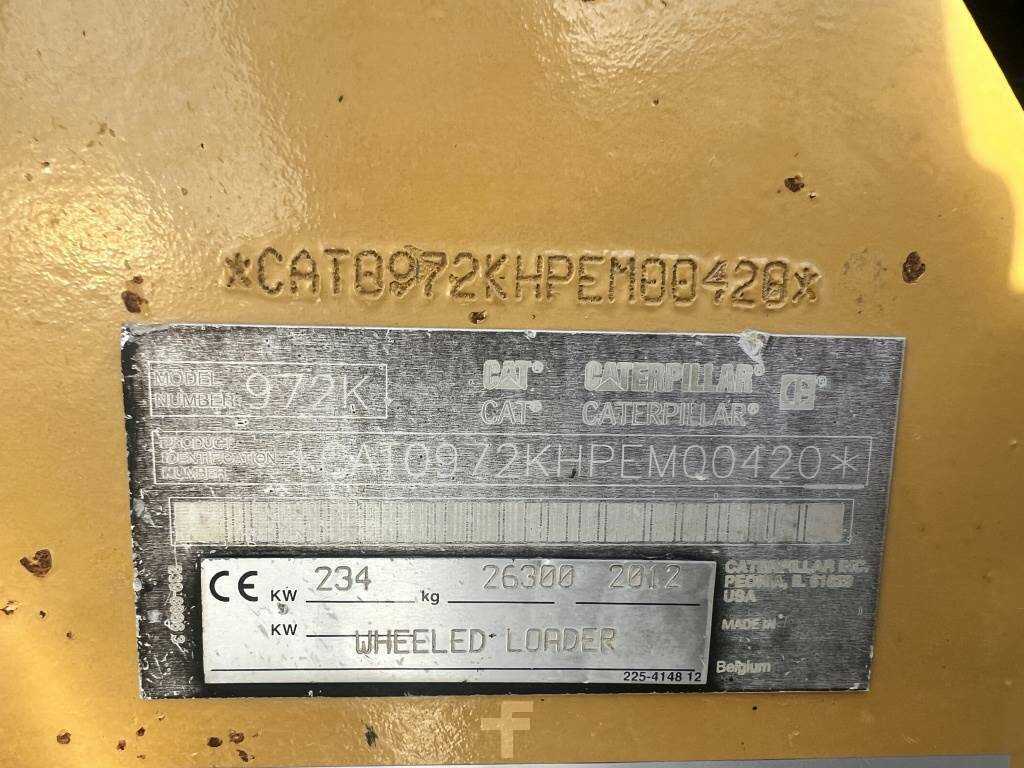 *CAT0972KHPEM00420*
MODEL NUMBER 972K
CAT® CATERPILLAR®
CAT® CATERPILLAR
PRODUCT IDENTIFICATION NUMBER *CAT0972KHPEM00420*
CE KW 234 kg 26300 2012
KW WHEELED LOADER
225-4148 12
CATERPILLAR INC.
PEORIA, IL 61629
USA
MADE IN
Belgium